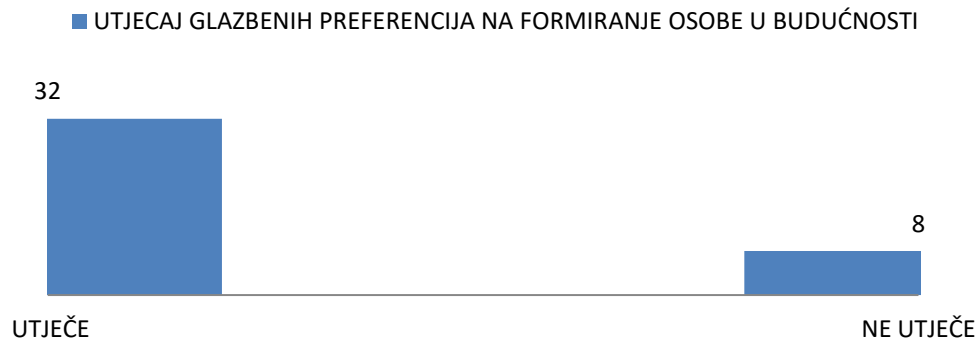 UTJECAJ GLAZBENIH PREFERENCIJA NA FORMIRANJE OSOBE U BUDUĆNOSTI
32
8
UTJEČE
NE UTJEČE